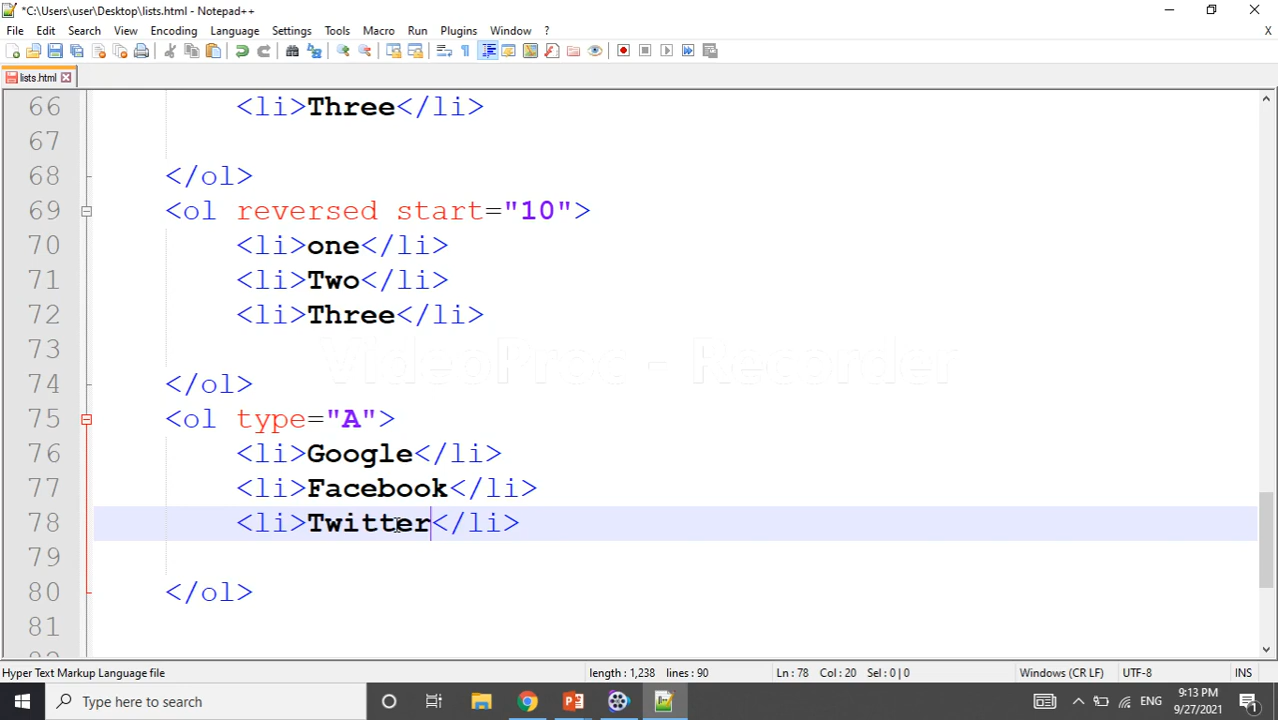 *C:\Users\user\Desktop\lists.html - Notepad++
File Edit Search View Encoding Language Settings Tools Macro Run Plugins Window ? X
lists.html
66 <li>Three</li>
67
68 </ol>
69 <ol reversed start="10">
70 <li>one</li>
71 <li>Two</li>
72 <li>Three</li>
73
VideoProc - Recorder
74 </ol>
75 <ol type="A">
76 <li>Google</li>
77 <li>Facebook</li>
78 <li>Twitter</li>
79
80 </ol>
81
Hyper Text Markup Language file length : 1,238 lines : 90 Ln : 78 Col : 20 Sel : 0 | 0 Windows (CR LF) UTF-8 INS
Type here to search ENG 9:13 PM
9/27/2021 1